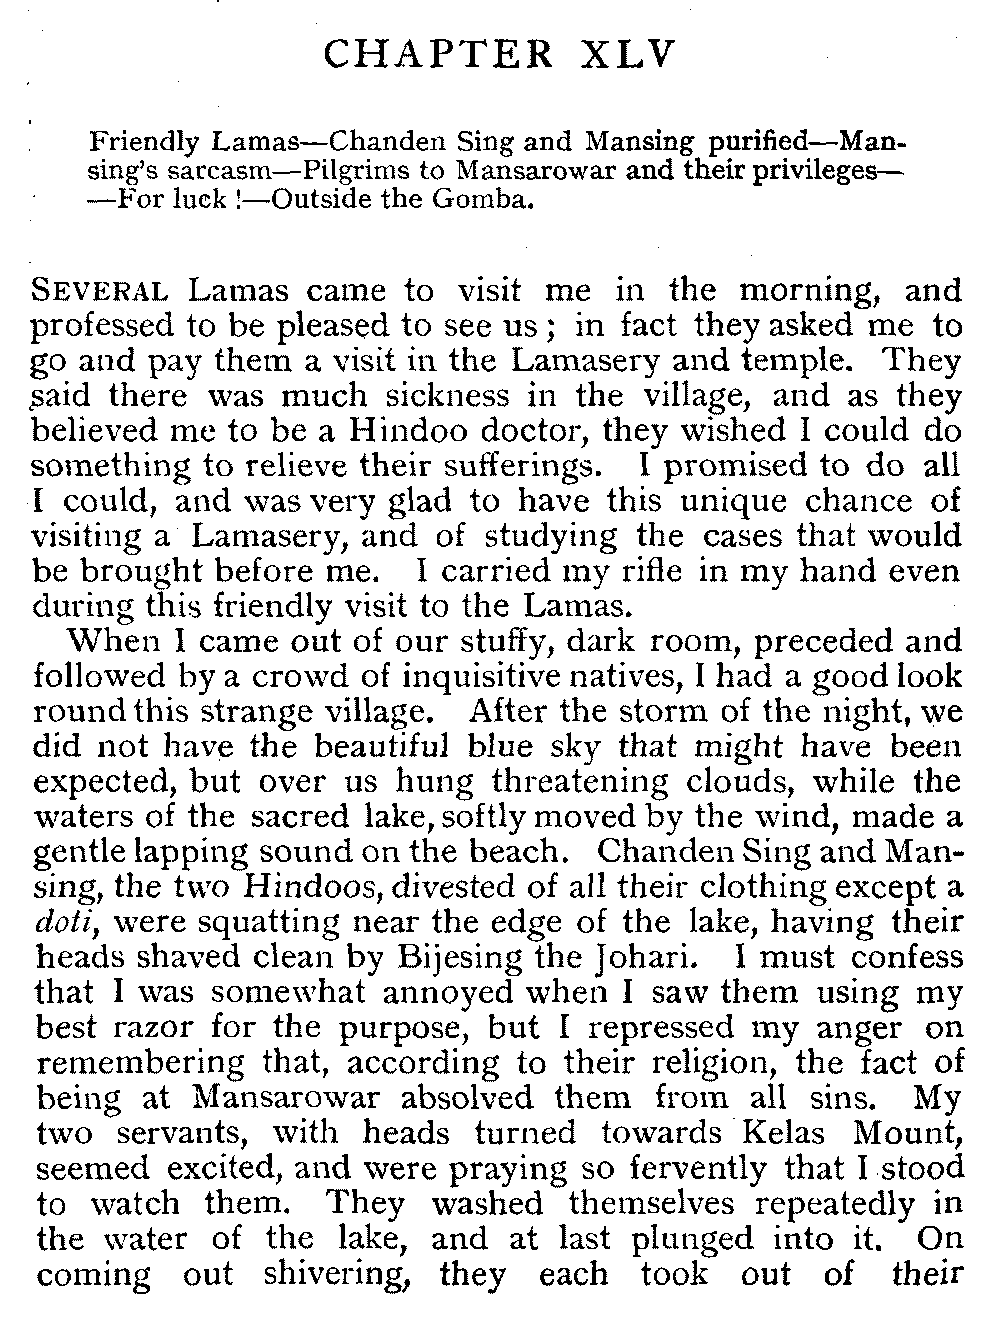 CHAPTER XLV
Friendly Lamas—Chanden Sing and Mansing purified—Man-
sing's sarcasm—Pilgrims to Mansarowar and their privileges—
—For luck !—Outside the Gomba.
SEVERAL Lamas came to visit me in the morning, and
professed to be pleased to see us ; in fact they asked me to
go and pay them a visit in the Lamasery and temple. They
said there was much sickness in the village, and as they
believed me to be a Hindoo doctor, they wished I could do
something to relieve their sufferings. I promised to do all
I could, and was very glad to have this unique chance of
visiting a Lamasery, and of studying the cases that would
be brought before me. I carried my rifle in my hand even
during this friendly visit to the Lamas.
When I came out of our stuffy, dark room, preceded and
followed by a crowd of inquisitive natives, I had a good look
round this strange village. After the storm of the night, we
did not have the beautiful blue sky that might have been
expected, but over us hung threatening clouds, while the
waters of the sacred lake, softly moved by the wind, made a
gentle lapping sound on the beach. Chanden Sing and Man-
sing, the two Hindoos, divested of all their clothing except a
doti, were squatting near the edge of the lake, having their
heads shaved clean by Bijesing the Johari. I must confess
that I was somewhat annoyed when I saw them using my
best razor for the purpose, but I repressed my anger on
remembering that, according to their religion, the fact of
being at Mansarowar absolved them from all sins. My
two servants, with heads turned towards Kelas Mount,
seemed excited, and were praying so fervently that I stood
to watch them. They washed themselves repeatedly in
the water of the lake, and at last plunged into it. On
coming out shivering, they each took out of their